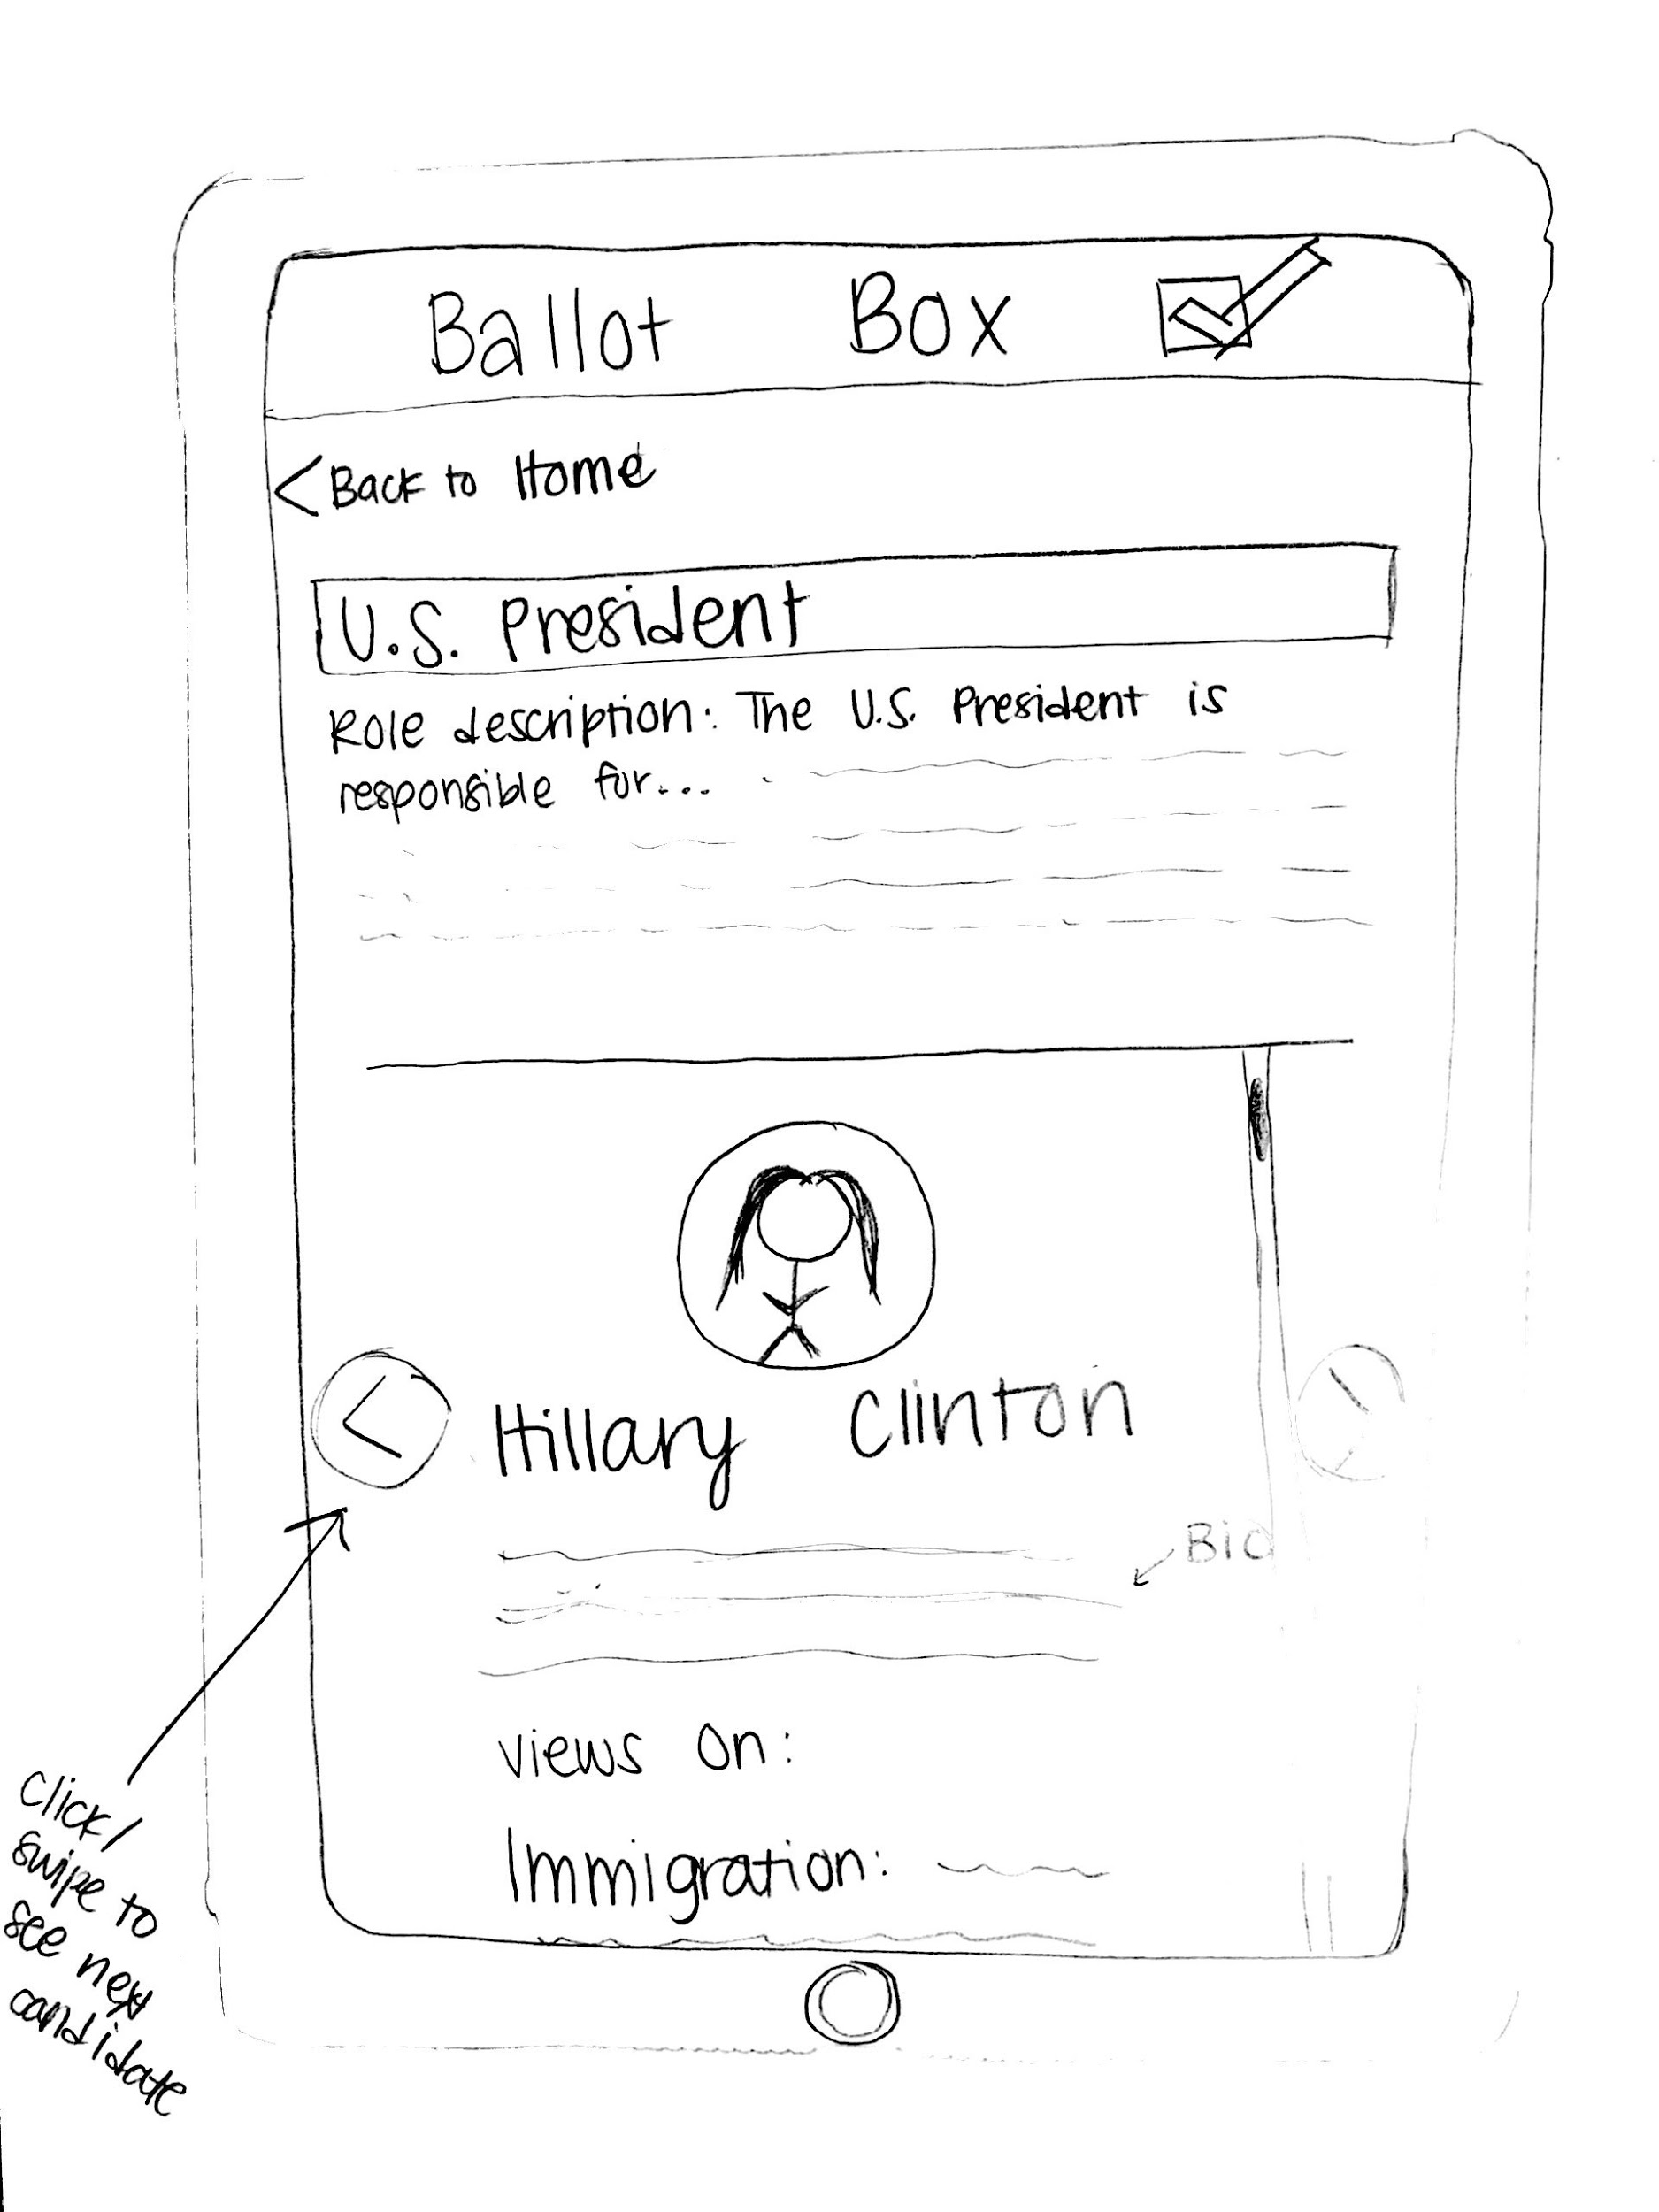 Ballot Box
< Back to Home
U.S. President
Role description: The U.S. President is
responsible for...
<
Hillary Clinton
Bio
views on:
Immigration:
Click/
swipe to
see new
candidate